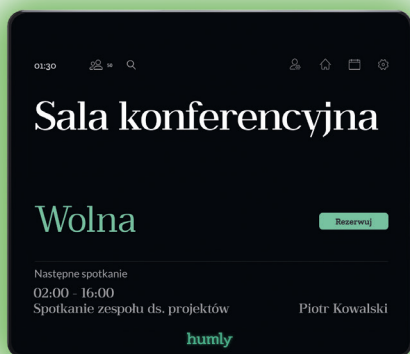 01:30 50
Sala konferencyjna
Wolna
Rezerwuj
Następne spotkanie
02:00 - 16:00
Spotkanie zespołu ds. projektów Piotr Kowalski
humly